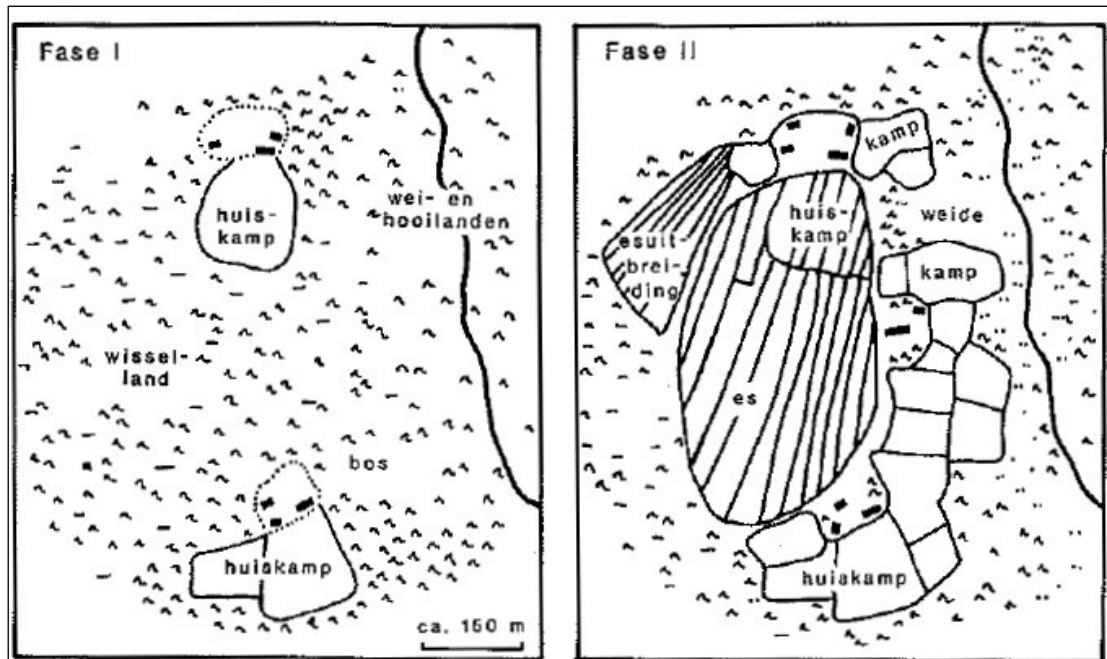 Fase I
huis-
kamp
wei- en
hooilanden
wissel-
land
bos
huiskamp
ca. 150 m
Fase II
kamp
huis-
kamp
weide
esuit-
brei-
ding
kamp
es
huiskamp